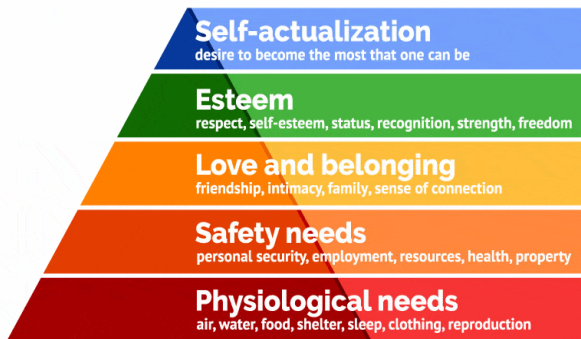 Self-actualization
desire to become the most that one can be
Esteem
respect, self-esteem, status, recognition, strength, freedom
Love and belonging
friendship, intimacy, family, sense of connection
Safety needs
personal security, employment, resources, health, property
Physiological needs
air, water, food, shelter, sleep, clothing, reproduction